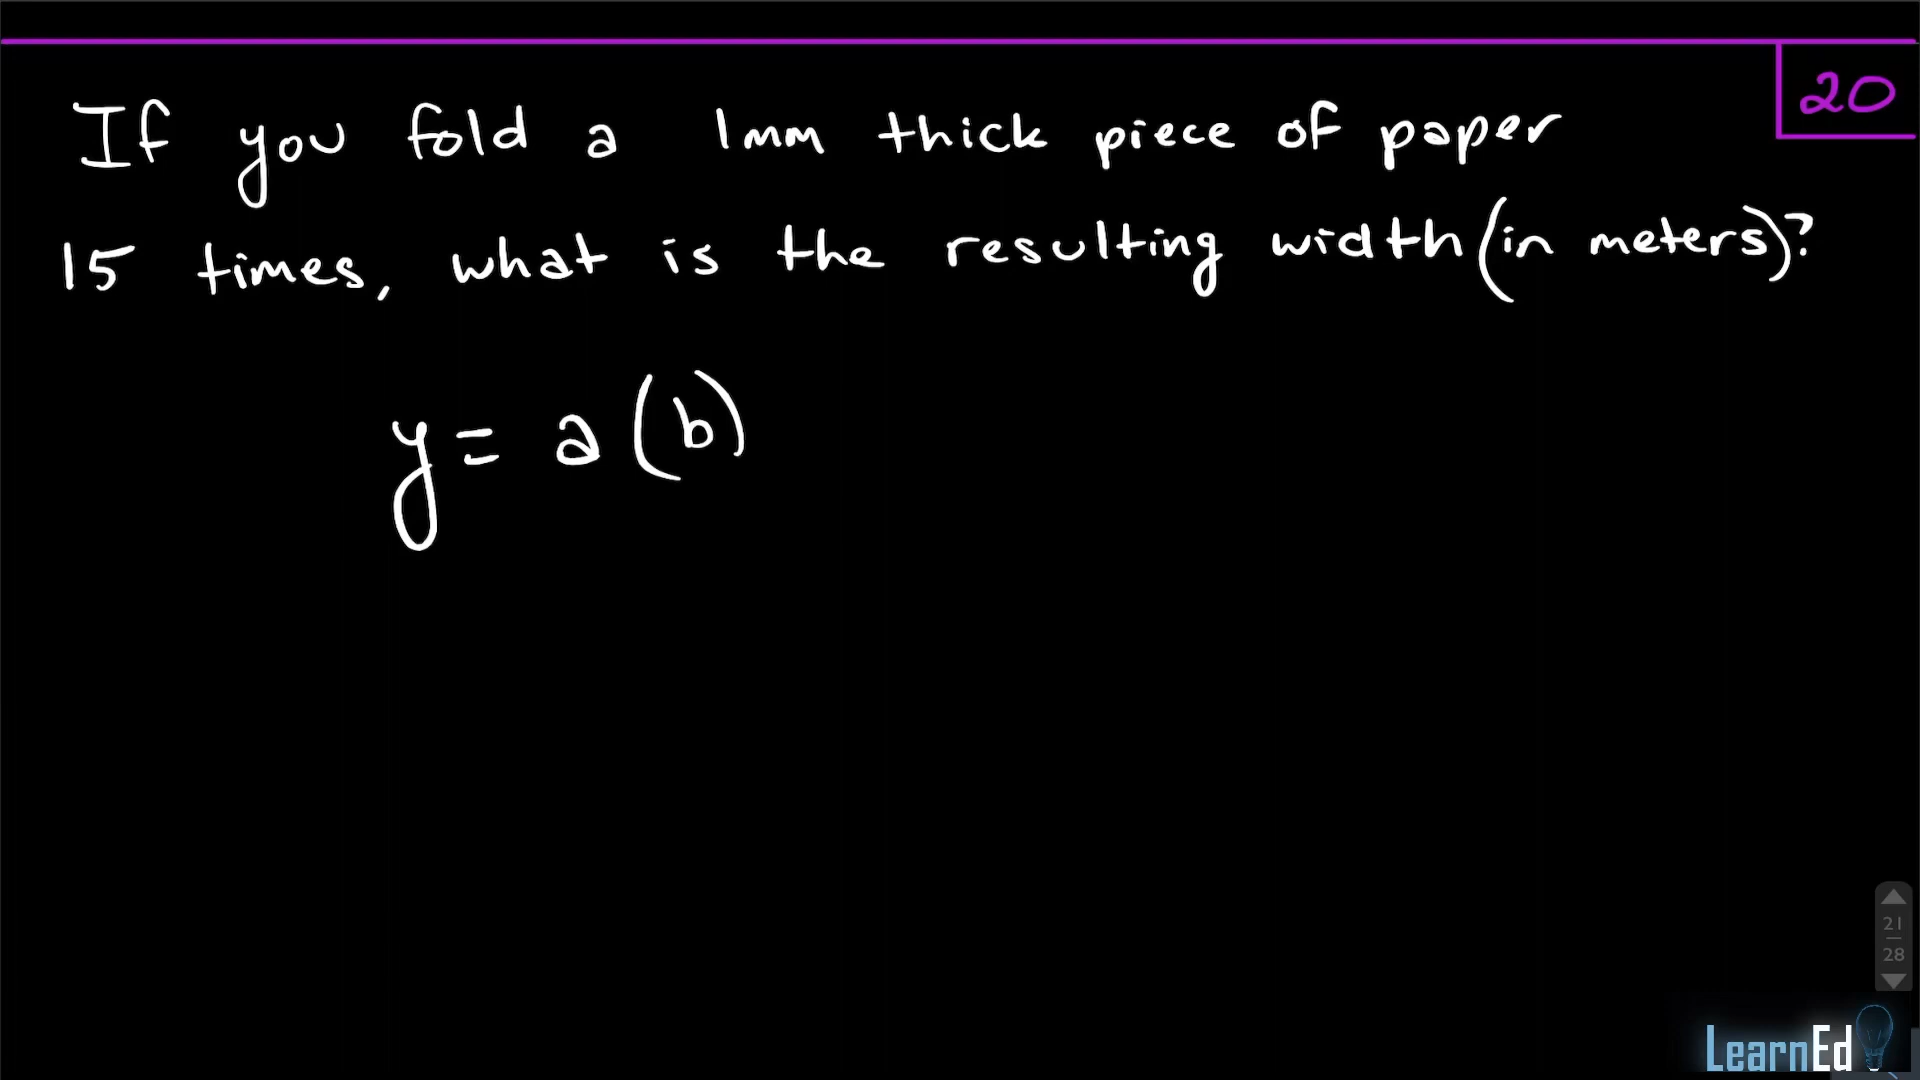 20
If you fold a 1mm thick piece of paper
15 times, what is the resulting width (in meters)?
y = a (b)
21
28
LearnEd